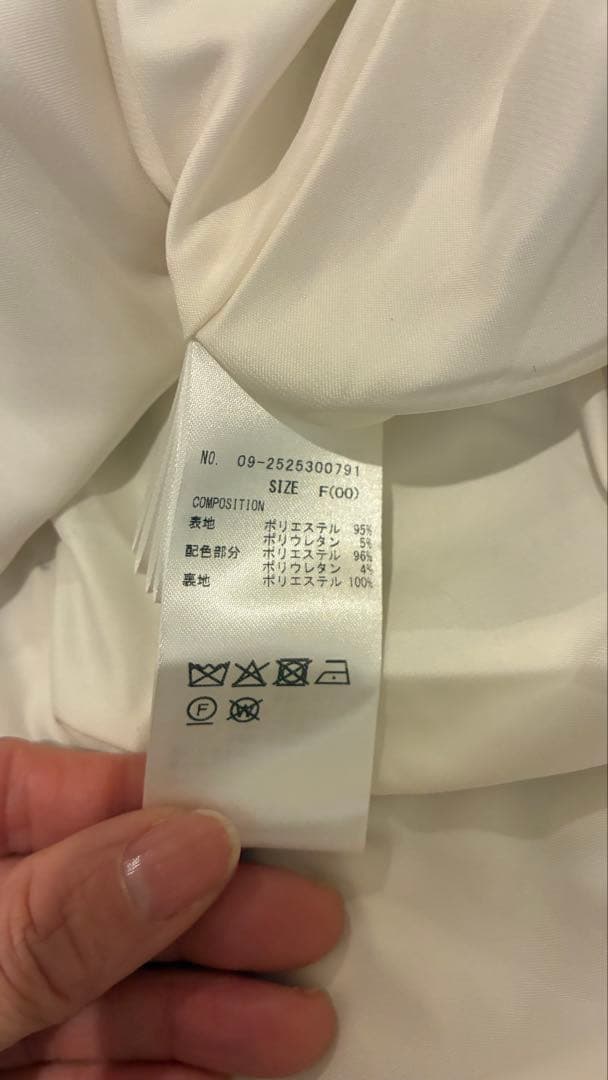 NO. 09-2525300791
SIZE F(00)
COMPOSITION
表地 ポリエステル 95%
ポリウレタン 5%
配色部分 ポリエステル 96%
ポリウレタン 4%
裏地 ポリエステル 100%
F W